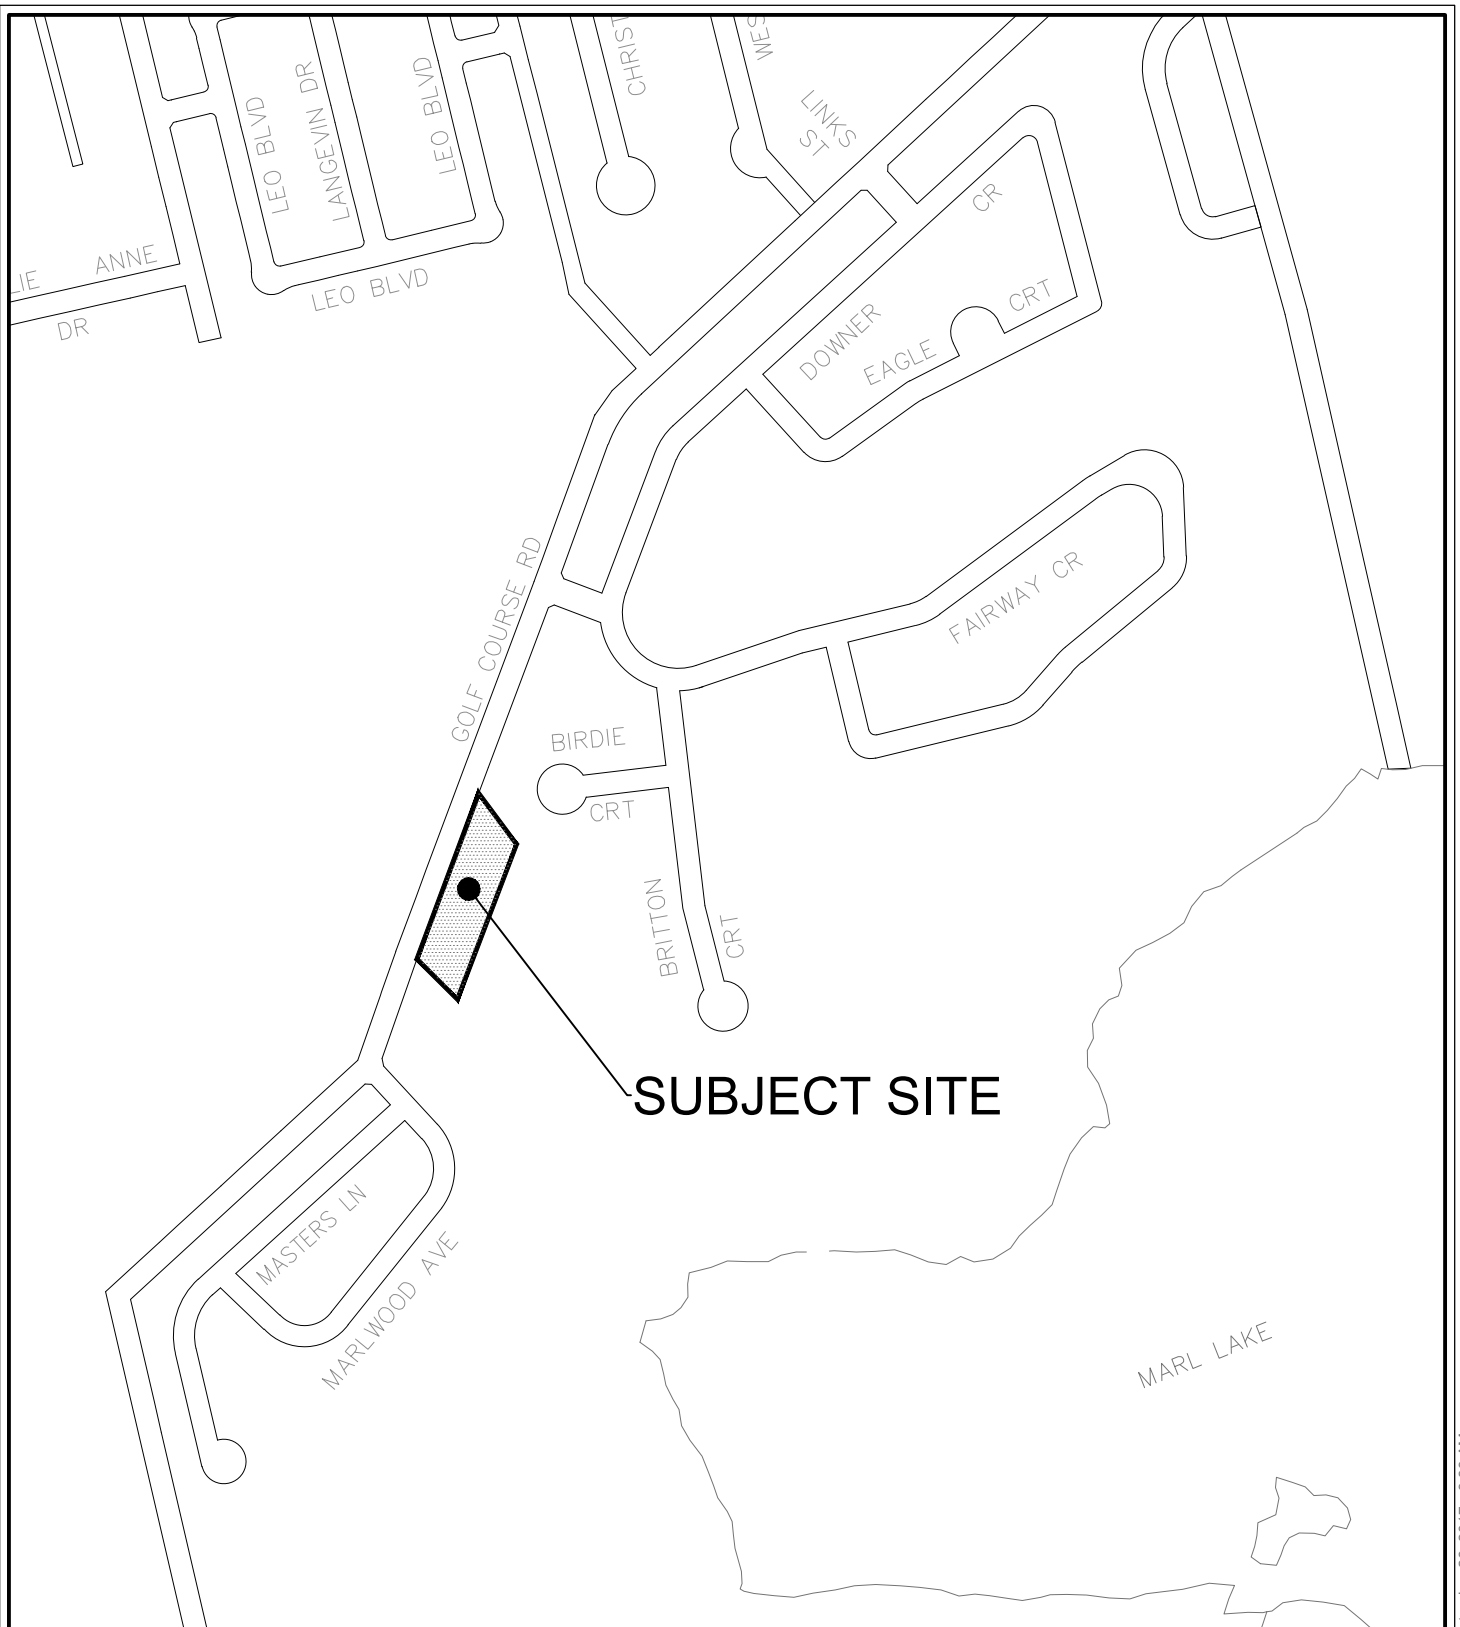 CHRIST
WES
LINKS
ST
LEO BLVD
LANGEVIN DR
LEO BLVD
LIE ANNE
DR
LEO BLVD
CR
DOWNER
EAGLE CRT
GOLF COURSE RD
FAIRWAY CR
BIRDIE
CRT
BRITTON
CRT
SUBJECT SITE
MASTERS LN
MARLWOOD AVE
MARL LAKE